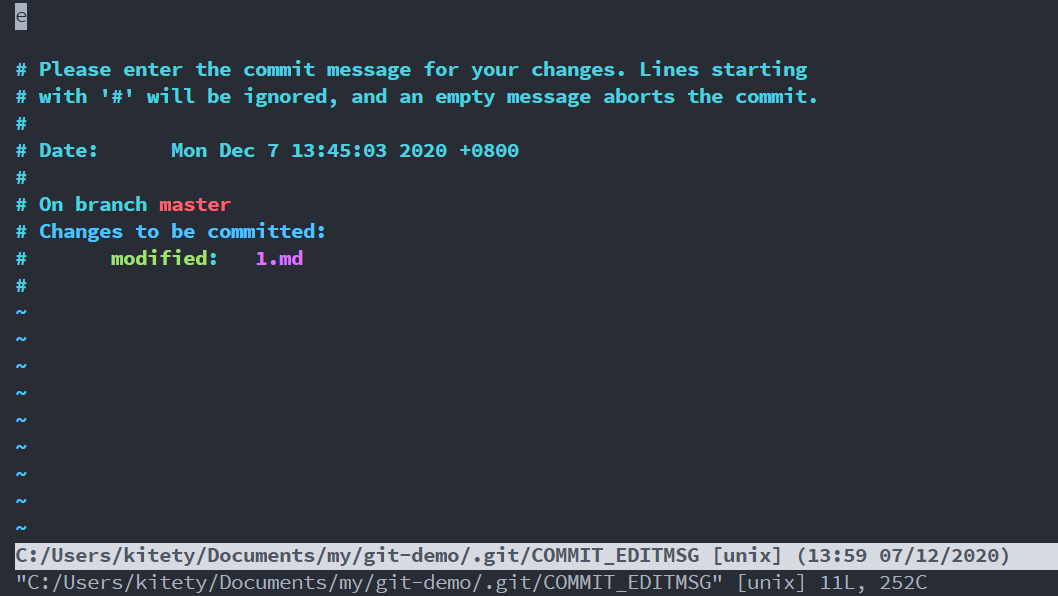 e
# Please enter the commit message for your changes. Lines starting
# with '#' will be ignored, and an empty message aborts the commit.
#
# Date:      Mon Dec 7 13:45:03 2020 +0800
#
# On branch master
# Changes to be committed:
#       modified:   1.md
#
~
~
~
~
~
~
~
~
~
C:/Users/kitety/Documents/my/git-demo/.git/COMMIT_EDITMSG [unix] (13:59 07/12/2020)
"C:/Users/kitety/Documents/my/git-demo/.git/COMMIT_EDITMSG" [unix] 11L, 252C